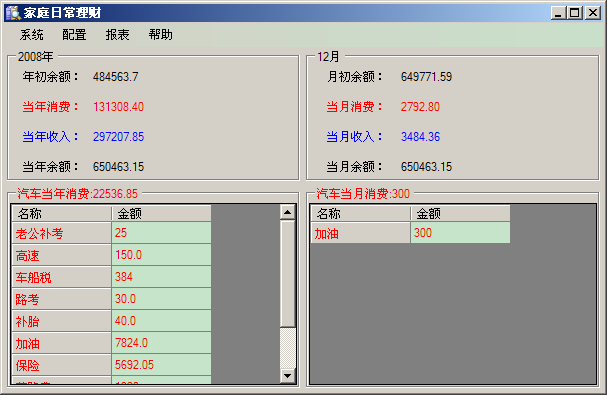 家庭日常理财
系统 配置 报表 帮助
2008年
年初余额： 484563.7
当年消费： 131308.40
当年收入： 297207.85
当年余额： 650463.15
12月
月初余额： 649771.59
当月消费： 2792.80
当月收入： 3484.36
当月余额： 650463.15
汽车当年消费:22536.85
名称 金额
老公补考 25
高速 150.0
车船税 384
路考 30.0
补胎 40.0
加油 7824.0
保险 5692.05
汽车当月消费:300
名称 金额
加油 300